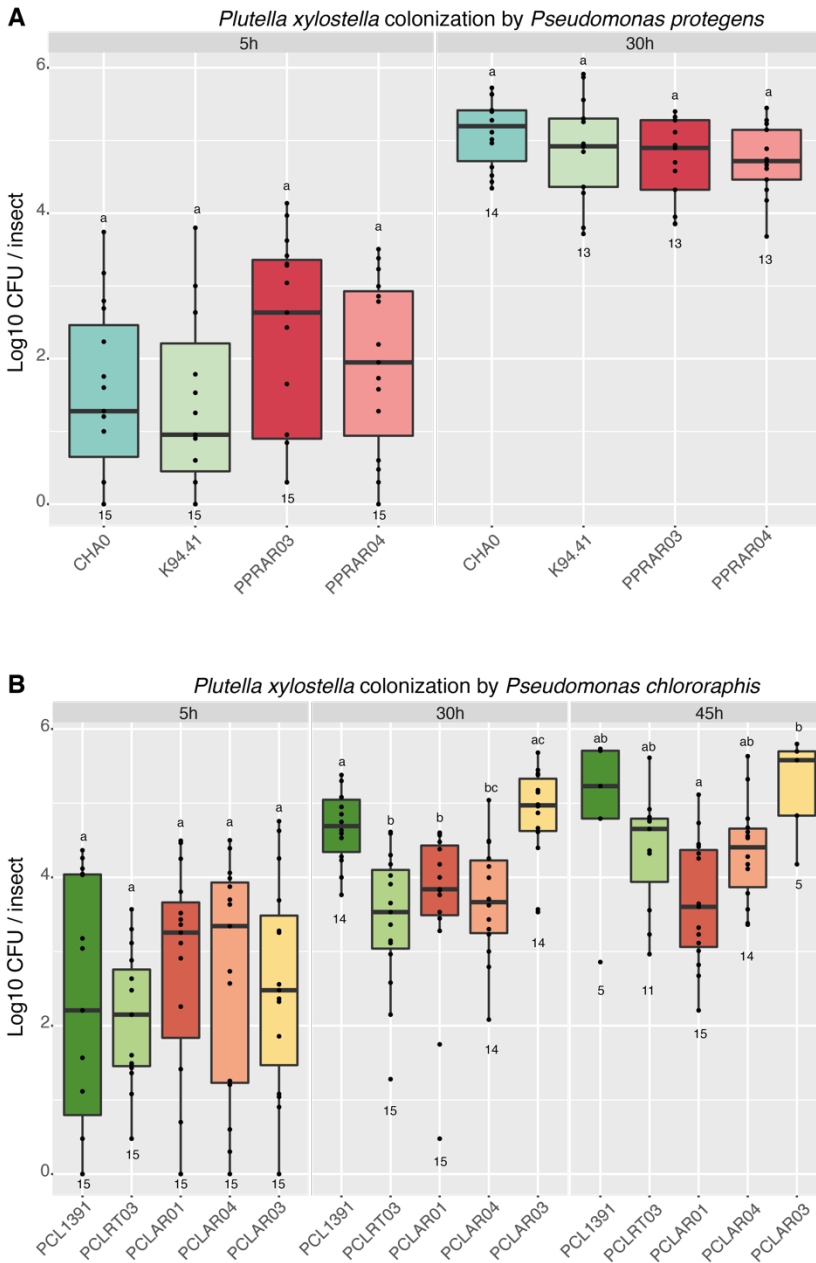 A
Plutella xylostella colonization by Pseudomonas protegens
5h 30h
6
4
2
0
Log10 CFU / insect
a a a a a a a a
15 15 15 15 14 13 13 13
CHA0 K94.41 PPRAR03 PPRAR04 CHA0 K94.41 PPRAR03 PPRAR04
B
Plutella xylostella colonization by Pseudomonas chlororaphis
5h 30h 45h
6
4
2
0
Log10 CFU / insect
a a a a a a b b bc ac ab ab a ab b
15 15 15 15 15 14 15 15 14 14 5 11 15 14 5
PCL1391 PCLRT03 PCLAR01 PCLAR04 PCLAR03 PCL1391 PCLRT03 PCLAR01 PCLAR04 PCLAR03 PCL1391 PCLRT03 PCLAR01 PCLAR04 PCLAR03